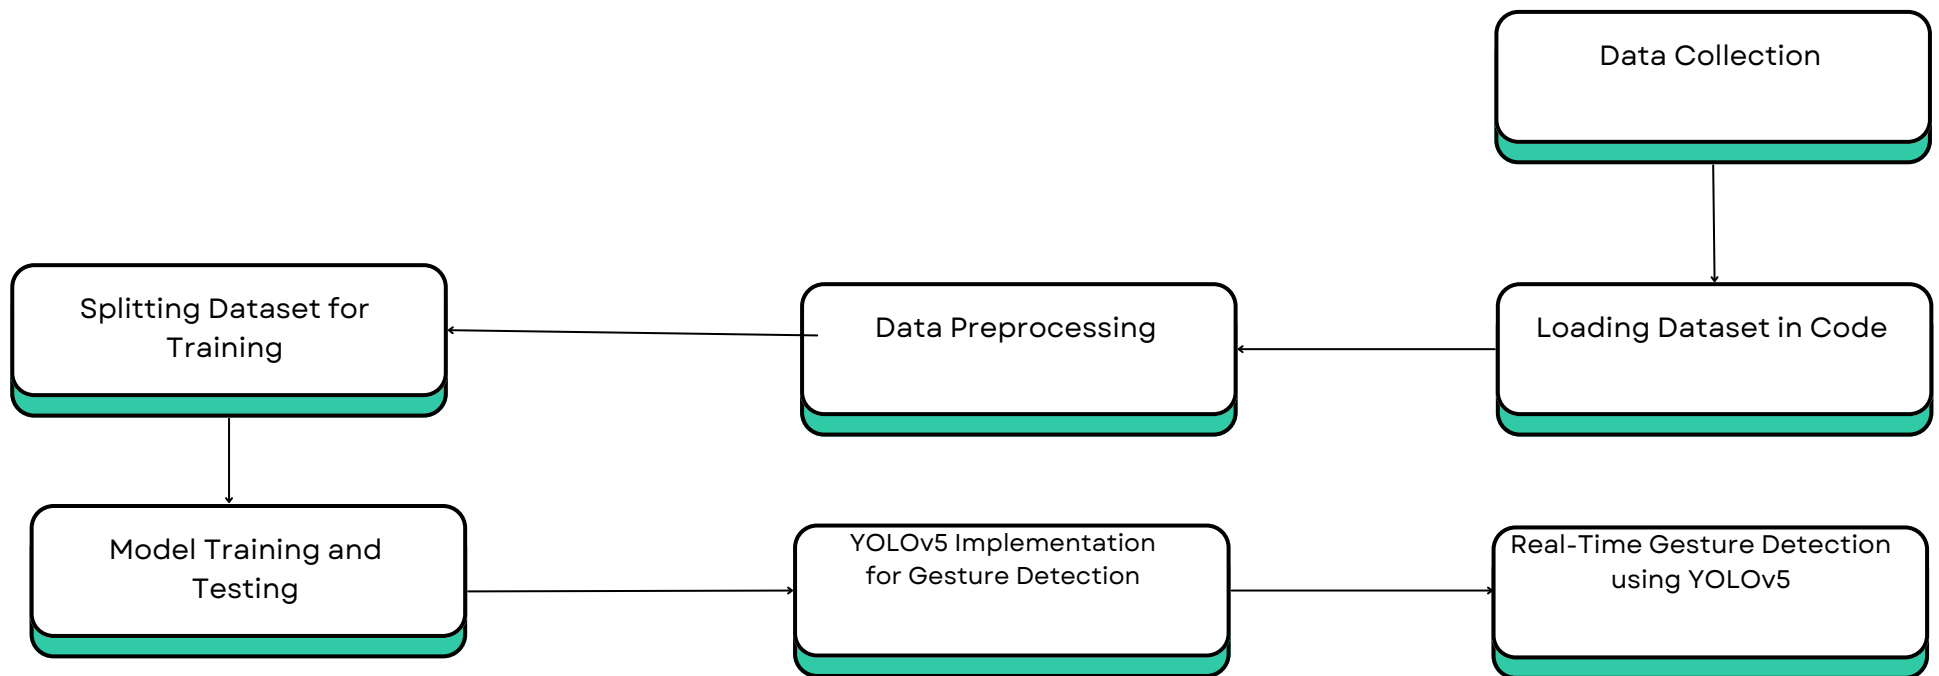 Data Collection
Splitting Dataset for
Training
Data Preprocessing
Loading Dataset in Code
Model Training and
Testing
YOLOv5 Implementation
for Gesture Detection
Real-Time Gesture Detection
using YOLOv5